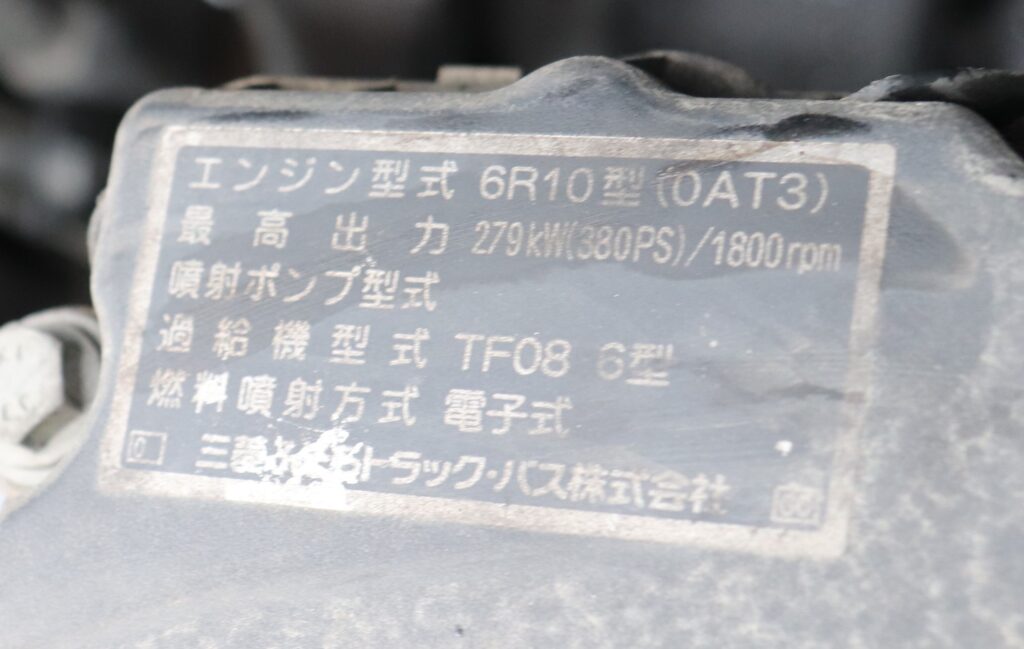 エンジン型式 6R10型(0AT3)
最高出力 279kW(380PS)/1800rpm
噴射ポンプ型式
過給機型式 TF08 6型
燃料噴射方式 電子式
三菱トラック・バス株式会社